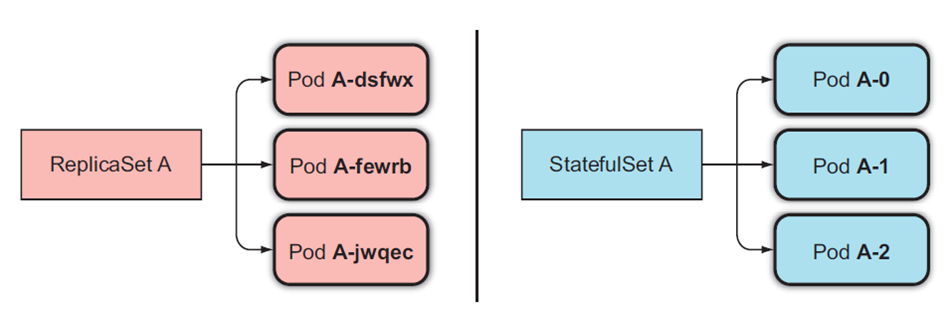 ReplicaSet A
Pod A-dsfwx
Pod A-fewrb
Pod A-jwqec
StatefulSet A
Pod A-0
Pod A-1
Pod A-2